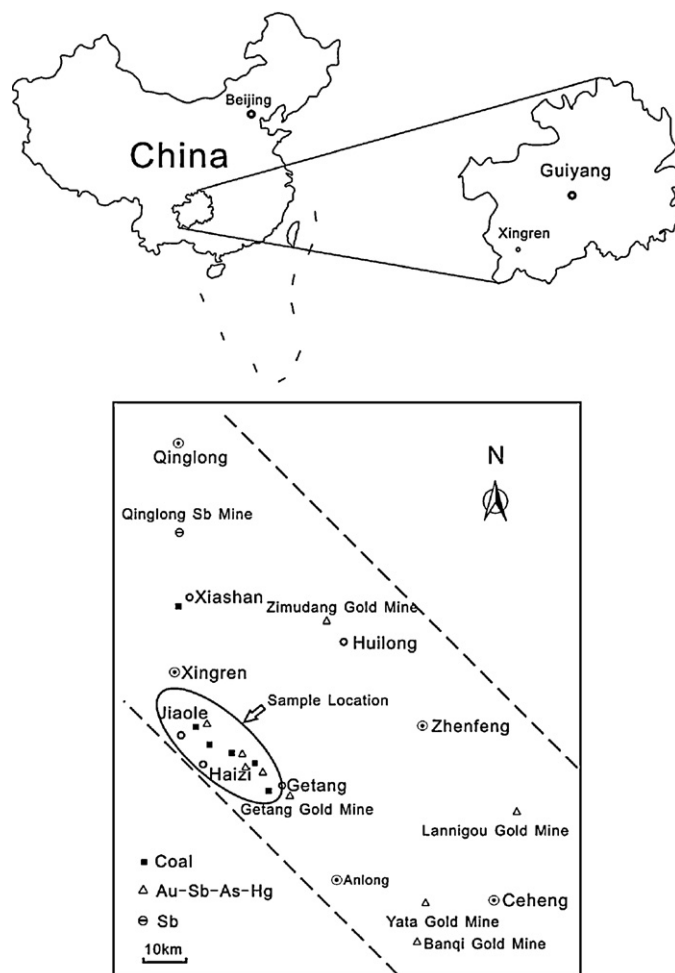 Beijing
China
Guiyang
Xingren
N
Qinglong
Qinglong Sb Mine
Xiashan
Zimudang Gold Mine
Huilong
Xingren
Sample Location
Jiaole
Zhenfeng
Haizi
Getang
Getang Gold Mine
Lannigou Gold Mine
Coal
Anlong
Au-Sb-As-Hg
Ceheng
Yata Gold Mine
Sb
Banqi Gold Mine
10km